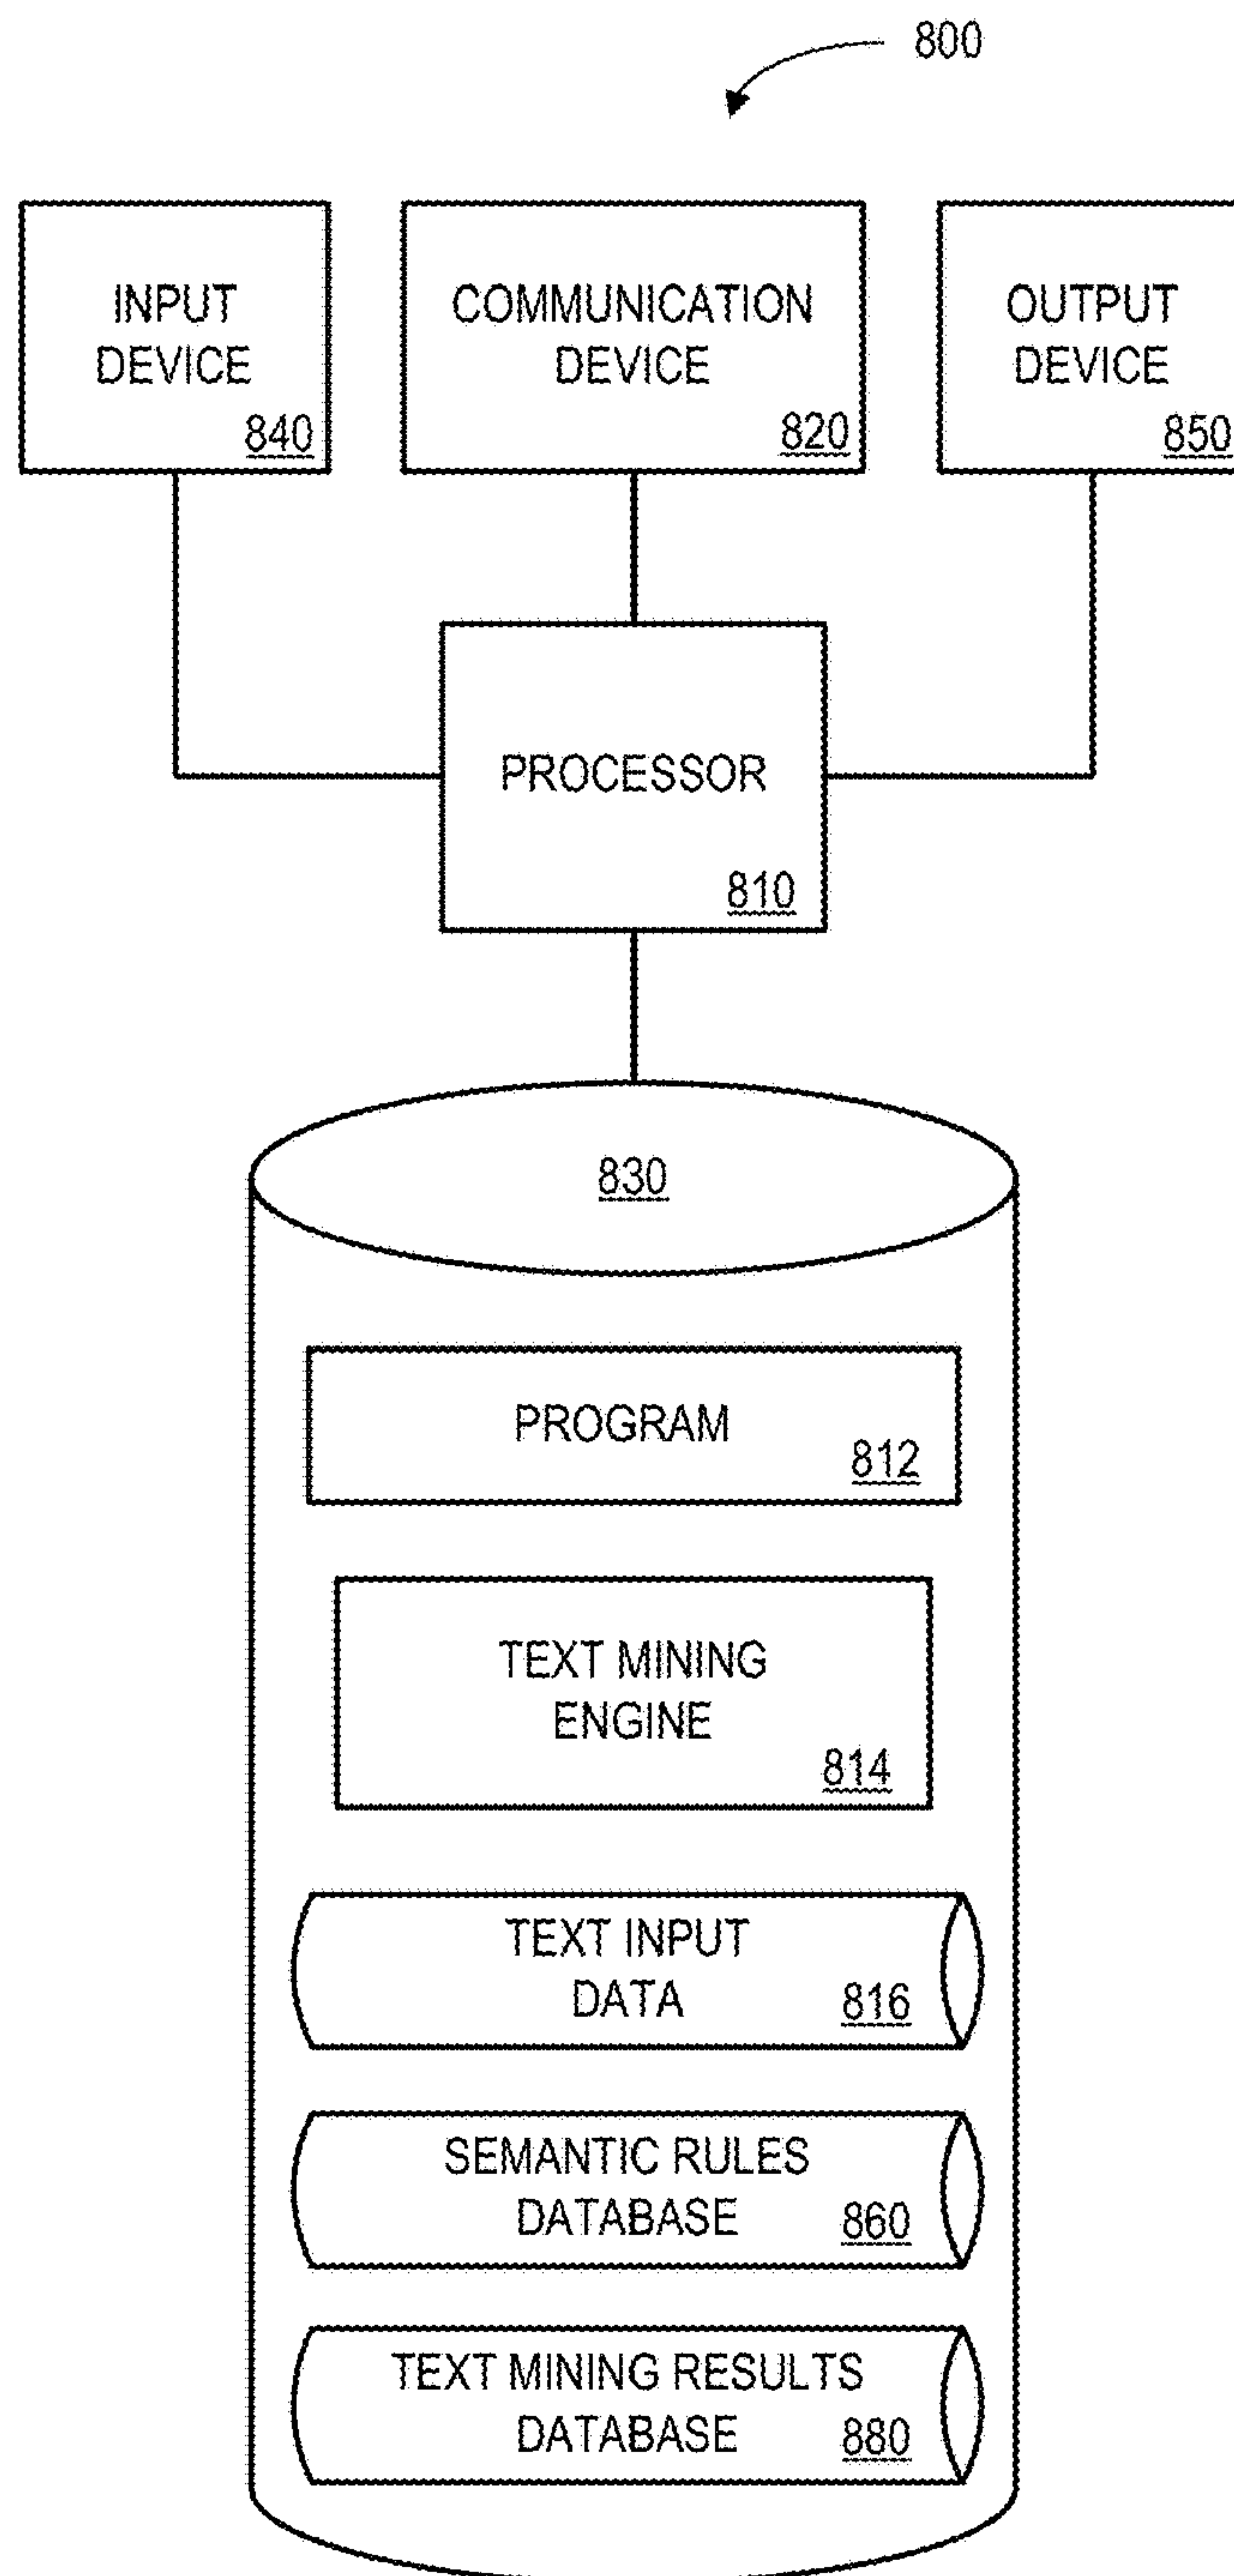 800
INPUT
DEVICE
840
COMMUNICATION
DEVICE
820
OUTPUT
DEVICE
850
PROCESSOR
810
830
PROGRAM
812
TEXT MINING
ENGINE
814
TEXT INPUT
DATA
816
SEMANTIC RULES
DATABASE
860
TEXT MINING RESULTS
DATABASE
880